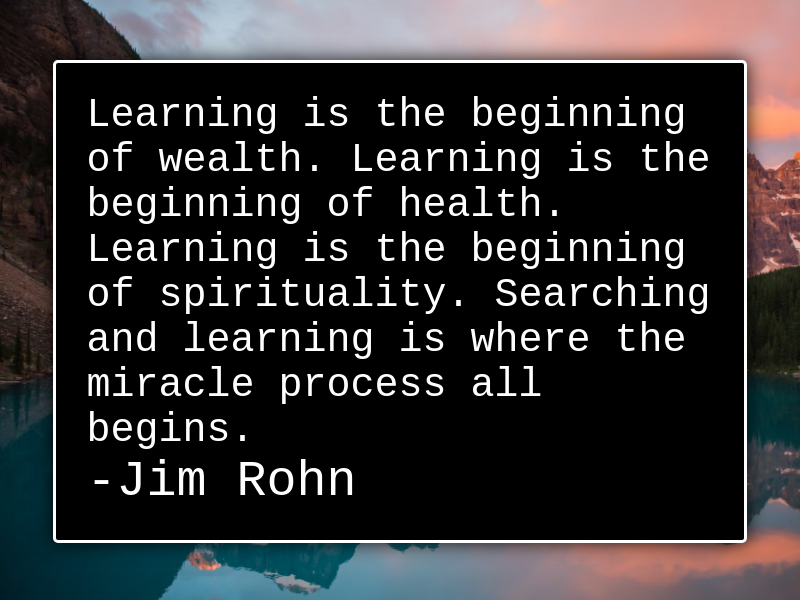 Learning is the beginning
of wealth. Learning is the
beginning of health.
Learning is the beginning
of spirituality. Searching
and learning is where the
miracle process all
begins.
-Jim Rohn